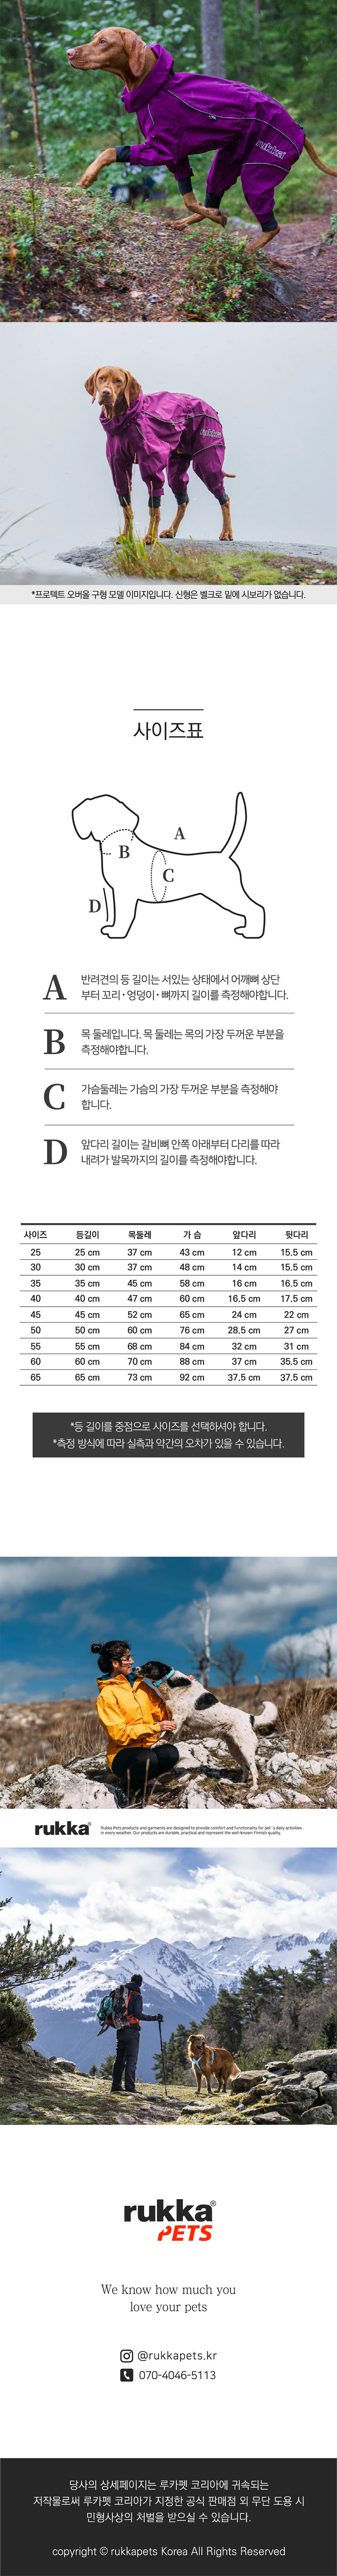 rukka
rukka
*프로텍트 오버올 구형 모델 이미지입니다. 신형은 벨크로 밑에 시보리가 없습니다.
사이즈표
A
B
C
D
A 반려견의 등 길이는 서있는 상태에서 어깨뼈 상단
부터 꼬리·엉덩이·뼈까지 길이를 측정해야합니다.
B 목 둘레입니다. 목 둘레는 목의 가장 두꺼운 부분을
측정해야합니다.
C 가슴둘레는 가슴의 가장 두꺼운 부분을 측정해야
합니다.
D 앞다리 길이는 갈비뼈 안쪽 아래부터 다리를 따라
내려가 발목까지의 길이를 측정해야합니다.
사이즈 등길이 목둘레 가 슴 앞다리 뒷다리
25 25 cm 37 cm 43 cm 12 cm 15.5 cm
30 30 cm 37 cm 48 cm 14 cm 15.5 cm
35 35 cm 45 cm 58 cm 16 cm 16.5 cm
40 40 cm 47 cm 60 cm 16.5 cm 17.5 cm
45 45 cm 52 cm 65 cm 24 cm 22 cm
50 50 cm 60 cm 76 cm 28.5 cm 27 cm
55 55 cm 68 cm 84 cm 32 cm 31 cm
60 60 cm 70 cm 88 cm 37 cm 35.5 cm
65 65 cm 73 cm 92 cm 37.5 cm 37.5 cm
*등 길이를 중점으로 사이즈를 선택하셔야 합니다.
*측정 방식에 따라 실측과 약간의 오차가 있을 수 있습니다.
rukka®
Rukka Pets products and garments are designed to provide comfort and functionality for pet´s daily activities
in every weather. Our products are durable, practical and represent the well-known Finnish quality.
rukka®
PETS
We know how much you
love your pets
@rukkapets.kr
070-4046-5113
당사의 상세페이지는 루카펫 코리아에 귀속되는
저작물로써 루카펫 코리아가 지정한 공식 판매점 외 무단 도용 시
민형사상의 처벌을 받으실 수 있습니다.
copyright © rukkapets Korea All Rights Reserved